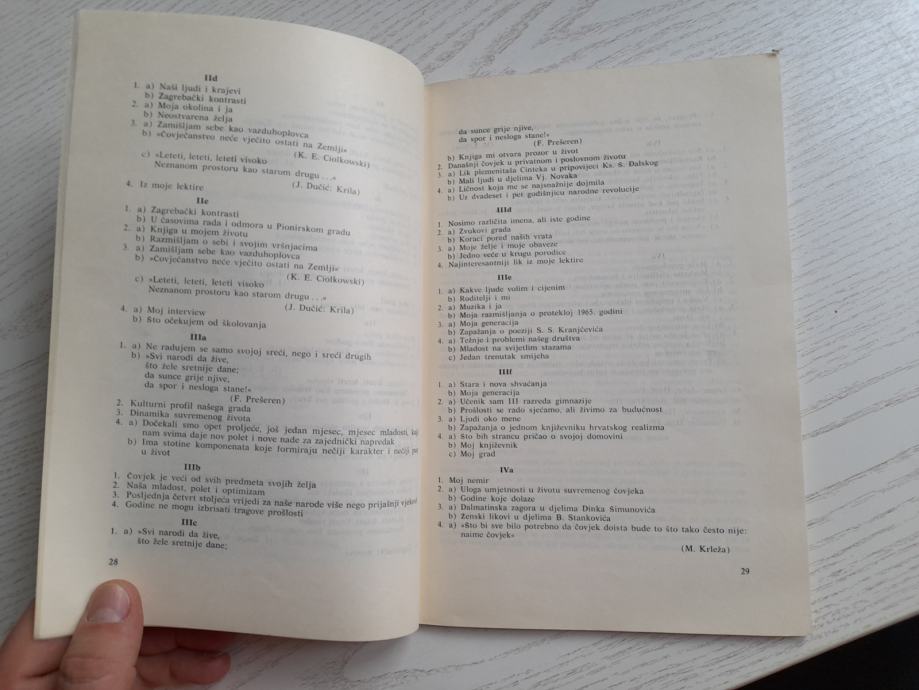 IId
1. a) Naši ljudi i krajevi
b) Zagrebački kontrasti
2. a) Moja okolina i ja
b) Neostvarena želja
3. a) Zamišljam sebe kao vazduhoplovca
b) »Čovječanstvo neće vječito ostati na Zemlji«
(K. E. Ciolkowski)
c) »Leteti, leteti, leteti visoko
Neznanom prostoru kao starom drugu . . .«
(J. Dučić: Krila)
4. Iz moje lektire
IIe
1. a) Zagrebački kontrasti
b) U časovima rada i odmora u Pionirskom gradu
2. a) Knjiga u mojem životu
b) Razmišljam o sebi i svojim vršnjacima
3. a) Zamišljam sebe kao vazduhoplovca
b) »Čovječanstvo neće vječito ostati na Zemlji«
(K. E. Ciolkowski)
c) »Leteti, leteti, leteti visoko
Neznanom prostoru kao starom drugu . . .«
(J. Dučić: Krila)
4. a) Moj interview
b) Što očekujem od školovanja
IIIa
1. a) Ne radujem se samo svojoj sreći, nego i sreći drugih
b) »Svi narodi da žive,
što žele sretnije dane;
da sunce grije njive,
da spor i nesloga stane!«
(F. Prešeren)
2. Kulturni profil našega grada
3. Dinamika suvremenog života
4. a) Dočekali smo opet proljeće, još jedan mjesec, mjesec mladosti,
nam svima daje nov polet i nove nade za zajednički napredak
b) Ima stotine komponenata koje formiraju nečiji karakter i nečiji
u život
IIIb
1. Čovjek je veći od svih predmeta svojih želja
2. Naša mladost, polet i optimizam
3. Posljednja četvrt stoljeća vrijedi za naše narode više nego prijašnji
4. Godine ne mogu izbrisati tragove prošlosti
IIIc
1. a) »Svi narodi da žive,
što žele sretnije dane;
28
da sunce grije njive,
da spor i nesloga stane!«
(F. Prešeren)
b) Knjiga mi otvara prozor u život
2. Današnji čovjek u privatnom i poslovnom životu
3. a) Lik plemenitaša Cinteka u pripovijeci Ks. Š. Đalskog
b) Mali ljudi u djelima Vj. Novaka
4. a) Ličnost koja me se najsnažnije dojmila
b) Uz dvadeset i pet godišnjicu narodne revolucije
IIId
1. Nosimo različita imena, ali iste godine
2. a) Zvukovi grada
b) Koraci pored naših vrata
3. a) Moje želje i moje obaveze
b) Jedno veče u krugu porodice
4. Najinteresantniji lik iz moje lektire
IIIe
1. a) Kakve ljude volim i cijenim
b) Roditelji i mi
2. a) Muzika i ja
b) Moja razmišljanja o protekloj 1965. godini
3. a) Moja generacija
b) Zapažanja o poeziji S. S. Kranjčevića
4. a) Težnje i problemi našeg društva
b) Mladost na svijetlim stazama
c) Jedan trenutak smijeha
IIIf
1. a) Stara i nova shvaćanja
b) Moja generacija
2. a) Učenik sam III razreda gimnazije
b) Prošlosti se rado sjećamo, ali živimo za budućnost
3. a) Ljudi oko mene
b) Zapažanja o jednom književniku hrvatskog realizma
4. a) Što bih strancu pričao o svojoj domovini
b) Moj književnik
c) Moj grad
IVa
1. Moj nemir
2. a) Uloga umjetnosti u životu suvremenog čovjeka
b) Godine koje dolaze
3. a) Dalmatinska zagora u djelima Dinka Šimunovića
b) Ženski likovi u djelima B. Stankovića
4. a) »Što bi sve bilo potrebno da čovjek doista bude to što tako često nije:
naime čovjek«
(M. Krleža)
29